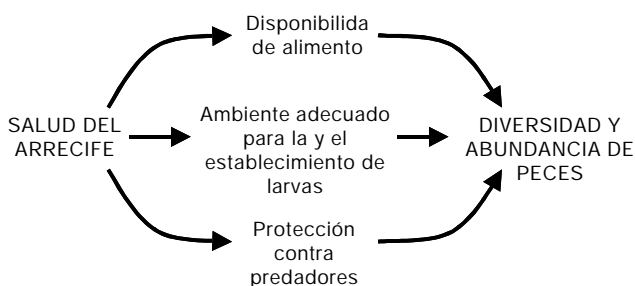 Disponibilida
de alimento
SALUD DEL
ARRECIFE
Ambiente adecuado
para la y el
establecimiento de
larvas
DIVERSIDAD Y
ABUNDANCIA DE
PECES
Protección
contra
predadores